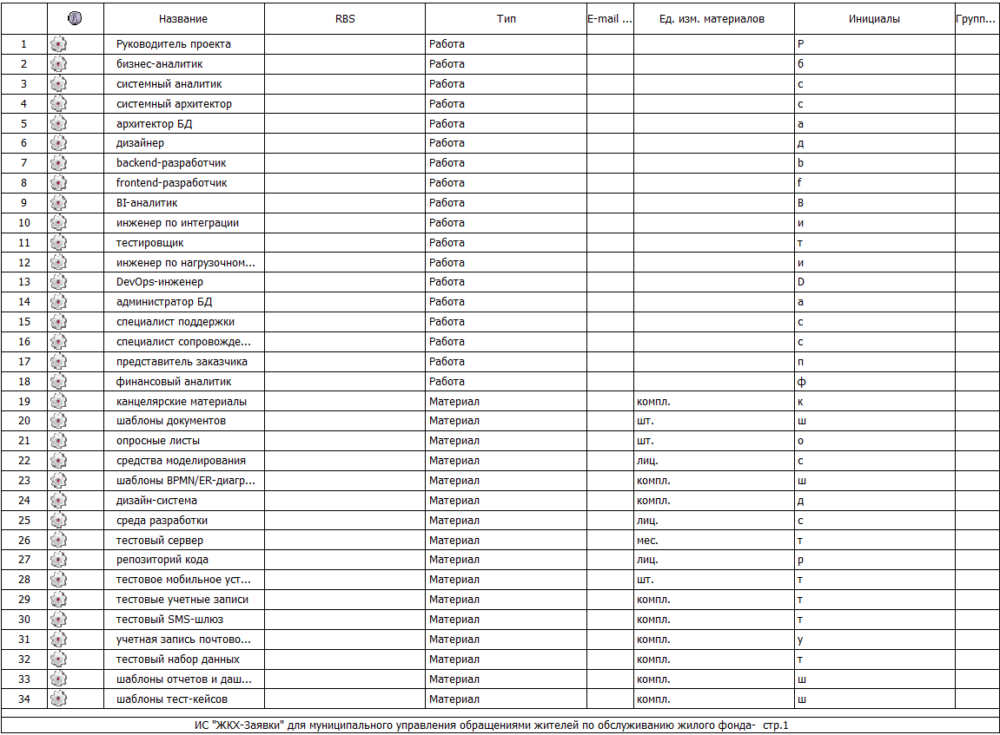 Название RBS Тип E-mail ... Ед. изм. материалов Инициалы Групп...
1 Руководитель проекта Работа Р
2 бизнес-аналитик Работа б
3 системный аналитик Работа с
4 системный архитектор Работа с
5 архитектор БД Работа а
6 дизайнер Работа д
7 backend-разработчик Работа b
8 frontend-разработчик Работа f
9 BI-аналитик Работа B
10 инженер по интеграции Работа и
11 тестировщик Работа т
12 инженер по нагрузочном... Работа и
13 DevOps-инженер Работа D
14 администратор БД Работа а
15 специалист поддержки Работа с
16 специалист сопровожде... Работа с
17 представитель заказчика Работа п
18 финансовый аналитик Работа ф
19 канцелярские материалы Материал компл. к
20 шаблоны документов Материал шт. ш
21 опросные листы Материал шт. о
22 средства моделирования Материал лиц. с
23 шаблоны BPMN/ER-диагр... Материал компл. ш
24 дизайн-система Материал компл. д
25 среда разработки Материал лиц. с
26 тестовый сервер Материал мес. т
27 репозиторий кода Материал лиц. р
28 тестовое мобильное уст... Материал шт. т
29 тестовые учетные записи Материал компл. т
30 тестовый SMS-шлюз Материал компл. т
31 учетная запись почтово... Материал компл. у
32 тестовый набор данных Материал компл. т
33 шаблоны отчетов и даш... Материал компл. ш
34 шаблоны тест-кейсов Материал компл. ш
ИС "ЖКХ-Заявки" для муниципального управления обращениями жителей по обслуживанию жилого фонда- стр.1